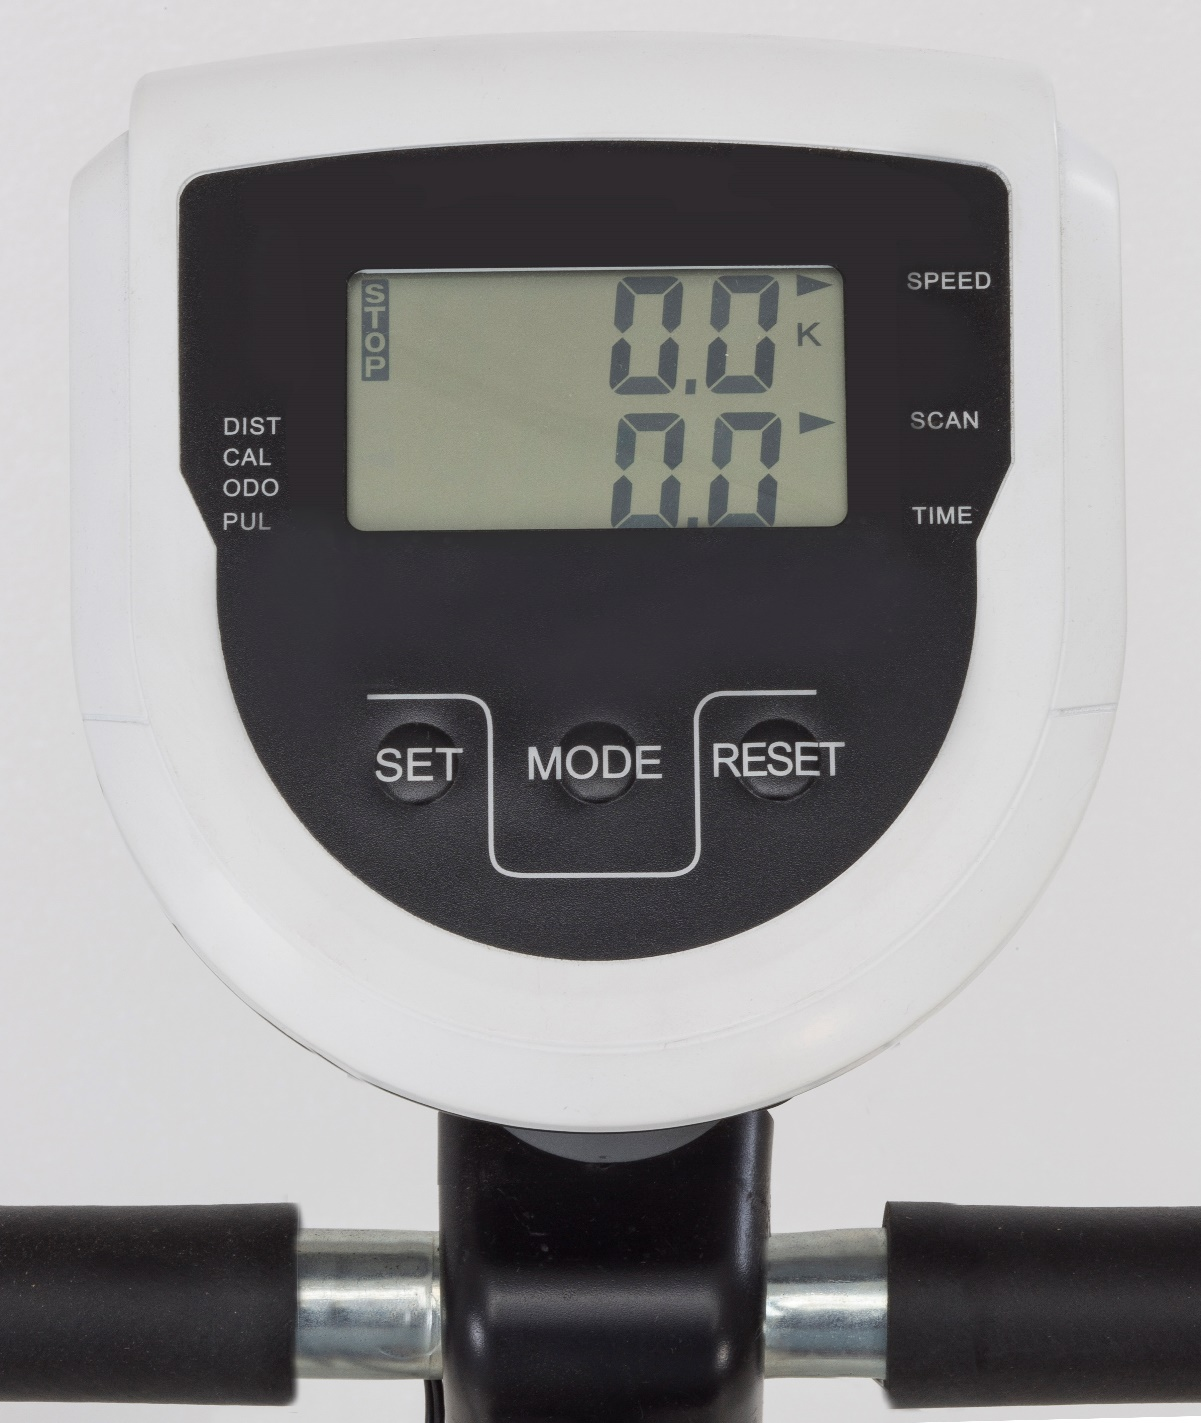 STOP
0.0
K
0.0
SPEED
SCAN
TIME
DIST
CAL
ODO
PUL
SET
MODE
RESET